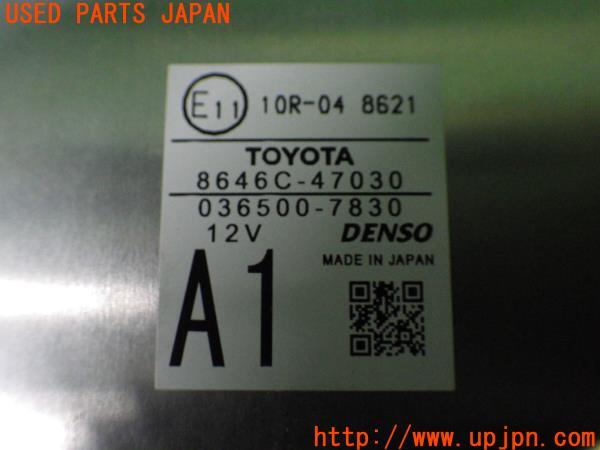 USED PARTS JAPAN
E11 10R-04 8621
TOYOTA
8646C-47030
036500-7830
12V DENSO
MADE IN JAPAN
A1
http://www.upjpn.com/